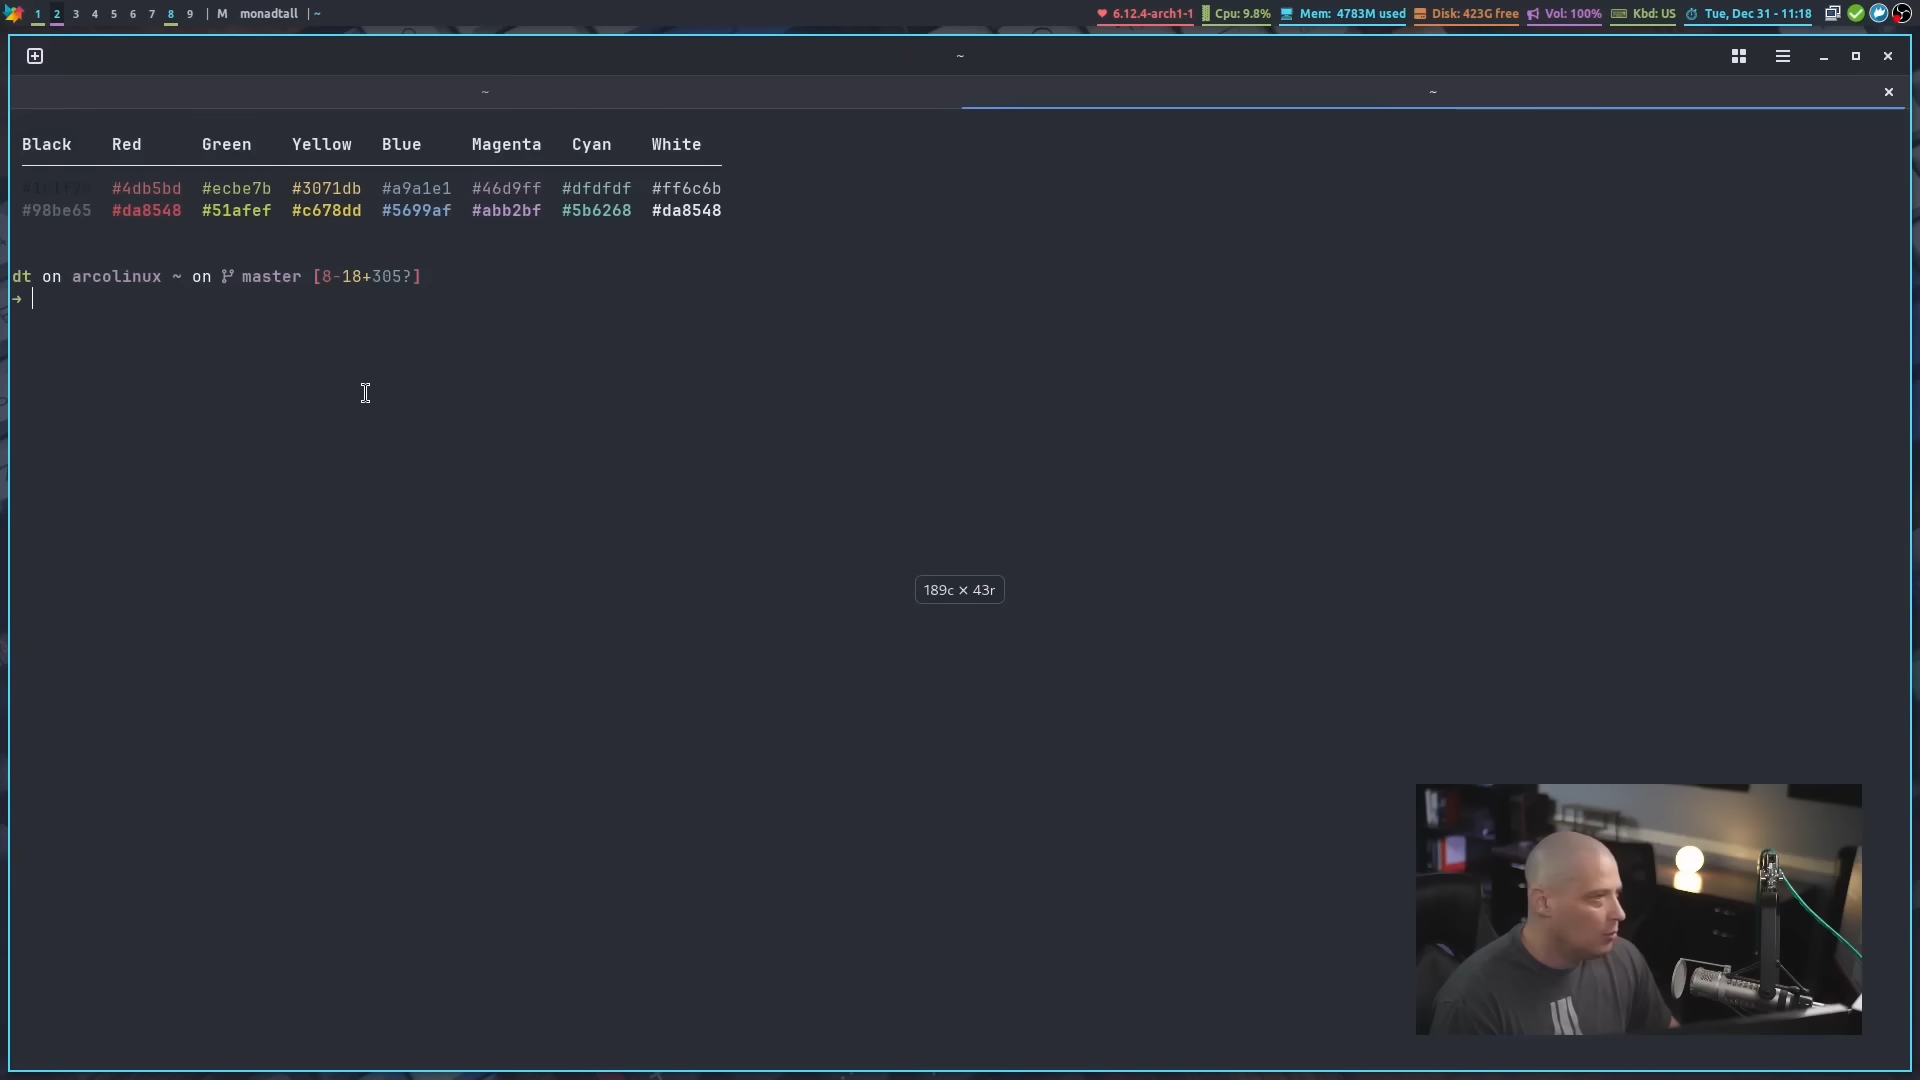 1 2 3 4 5 6 7 8 9 | M monadtall | ~ 6.12.4-arch1-1 Cpu: 9.8% Mem: 4783M used Disk: 423G free Vol: 100% Kbd: US Tue, Dec 31 - 11:18
~
~ ~
Black Red Green Yellow Blue Magenta Cyan White
#4db5bd #ecbe7b #3071db #a9a1e1 #46d9ff #dfdfdf #ff6c6b
#98be65 #da8548 #51afef #c678dd #5699af #abb2bf #5b6268 #da8548
dt on arcolinux ~ on master [8-18+305?]
→
189c × 43r